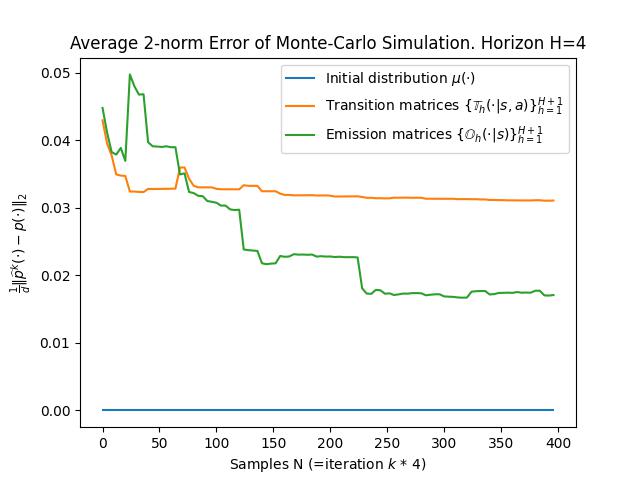 Average 2-norm Error of Monte-Carlo Simulation. Horizon H=4
Initial distribution μ(·)
Transition matrices {𝕋ₕ(·|s, a)}ₕ₌₁ᴴ⁺¹
Emission matrices {𝕆ₕ(·|s)}ₕ₌₁ᴴ⁺¹
0.05
0.04
0.03
0.02
0.01
0.00
1/d ‖p̂ᵏ(·) − p(·)‖₂
0 50 100 150 200 250 300 350 400
Samples N (=iteration k * 4)